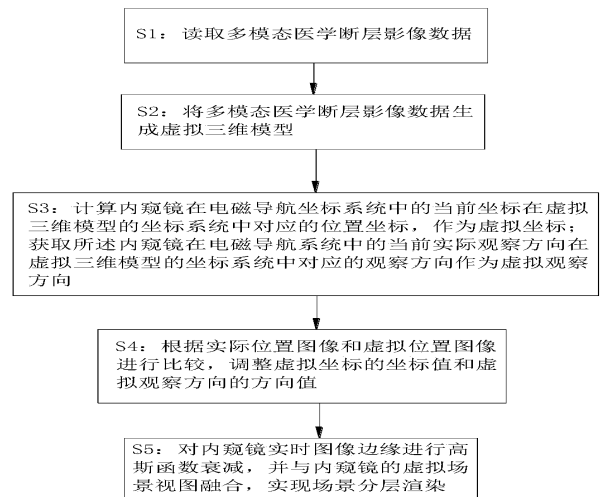 S1：读取多模态医学断层影像数据
S2：将多模态医学断层影像数据生
成虚拟三维模型
S3：计算内窥镜在电磁导航坐标系统中的当前坐标在虚拟
三维模型的坐标系统中对应的位置坐标，作为虚拟坐标；
获取所述内窥镜在电磁导航系统中的当前实际观察方向在
虚拟三维模型的坐标系统中对应的观察方向作为虚拟观察
方向
S4：根据实际位置图像和虚拟位置图像
进行比较，调整虚拟坐标的坐标值和虚
拟观察方向的方向值
S5：对内窥镜实时图像边缘进行高
斯函数衰减，并与内窥镜的虚拟场
景视图融合，实现场景分层渲染